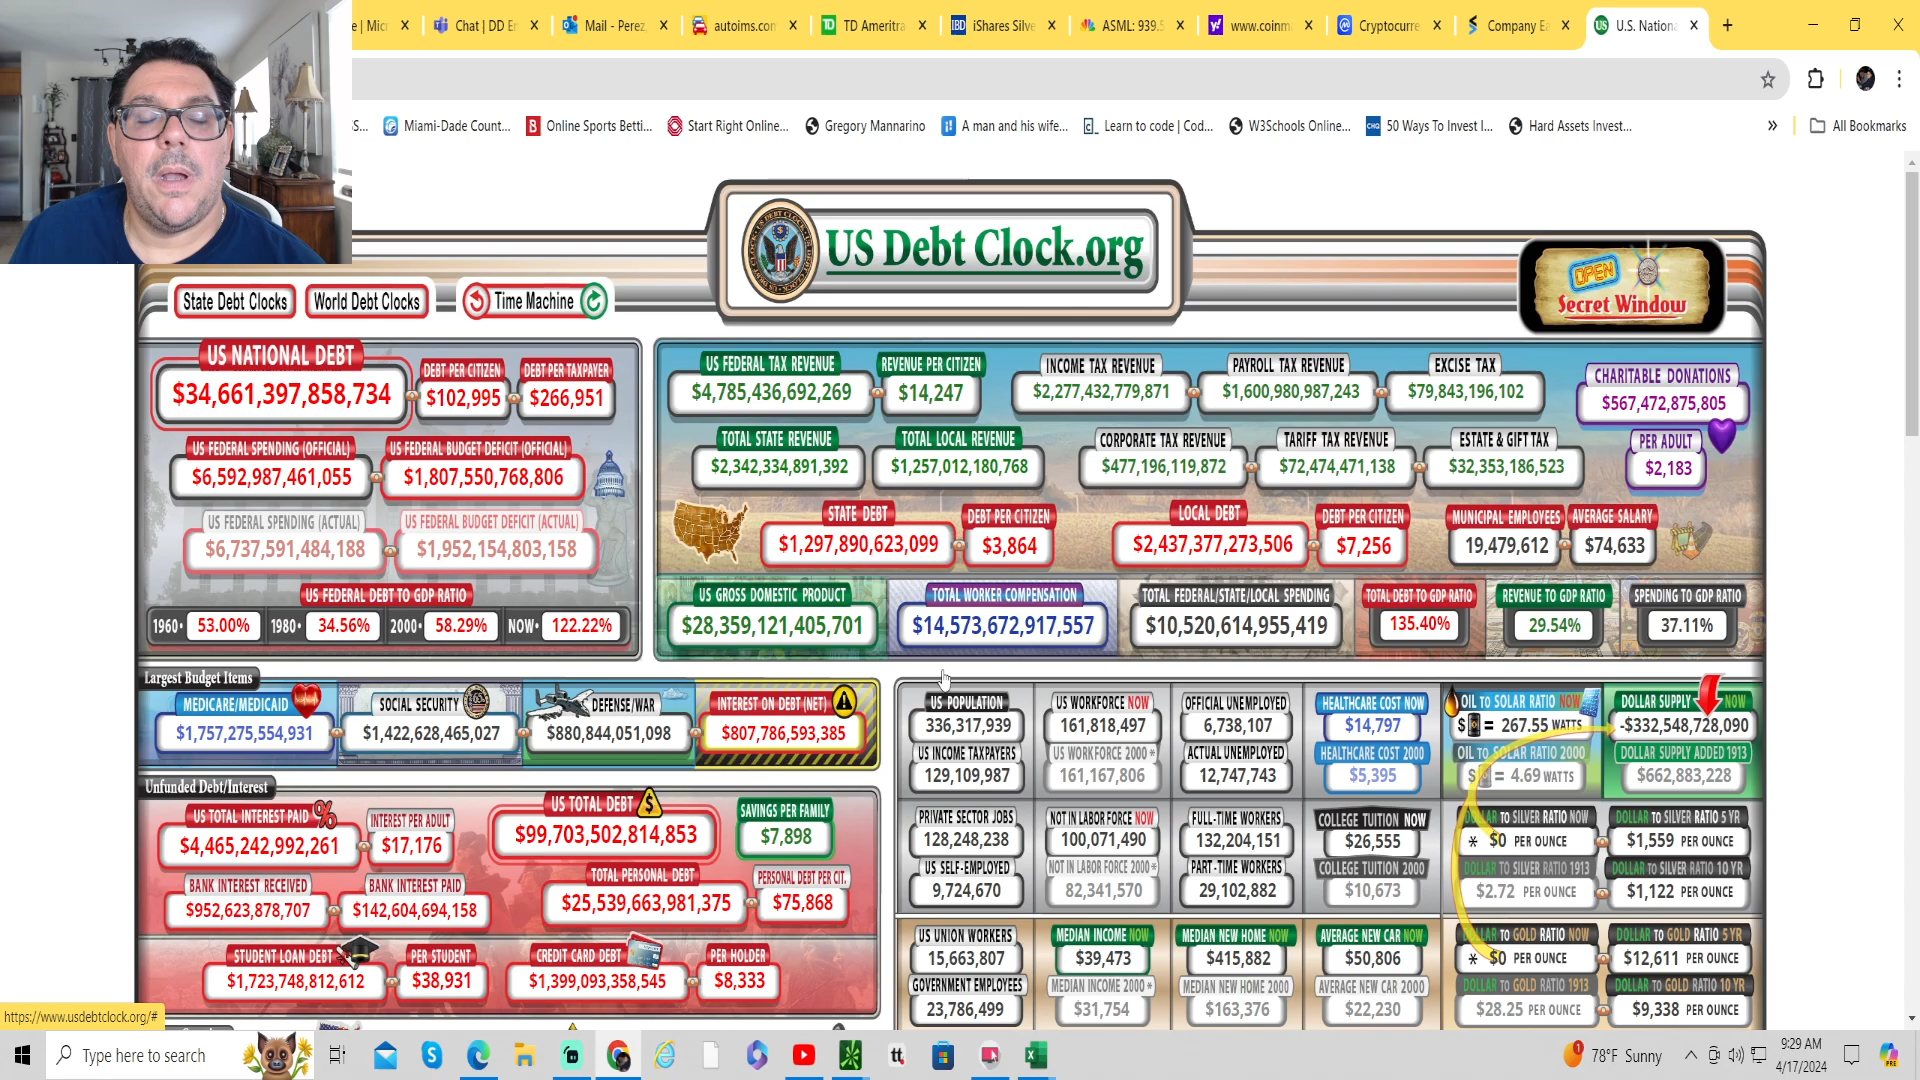 e | Micr
Chat | DD En
Mail - Perez,
autoims.con
TD Ameritra
iShares Silve
ASML: 939.5
www.coinma
Cryptocurre
Company Ea
U.S. Nationa
S...
Miami-Dade Count...
Online Sports Betti...
Start Right Online...
Gregory Mannarino
A man and his wife...
Learn to code | Cod...
W3Schools Online...
50 Ways To Invest I...
Hard Assets Invest...
»
All Bookmarks
US Debt Clock.org
OPEN
Secret Window
State Debt Clocks
World Debt Clocks
Time Machine
US NATIONAL DEBT
$34,661,397,858,734
DEBT PER CITIZEN
$102,995
DEBT PER TAXPAYER
$266,951
US FEDERAL SPENDING (OFFICIAL)
$6,592,987,461,055
US FEDERAL BUDGET DEFICIT (OFFICIAL)
$1,807,550,768,806
US FEDERAL SPENDING (ACTUAL)
$6,737,591,484,188
US FEDERAL BUDGET DEFICIT (ACTUAL)
$1,952,154,803,158
US FEDERAL DEBT TO GDP RATIO
1960• 53.00% 1980• 34.56% 2000• 58.29% NOW• 122.22%
US FEDERAL TAX REVENUE
$4,785,436,692,269
REVENUE PER CITIZEN
$14,247
INCOME TAX REVENUE
$2,277,432,779,871
PAYROLL TAX REVENUE
$1,600,980,987,243
EXCISE TAX
$79,843,196,102
CHARITABLE DONATIONS
$567,472,875,805
TOTAL STATE REVENUE
$2,342,334,891,392
TOTAL LOCAL REVENUE
$1,257,012,180,768
CORPORATE TAX REVENUE
$477,196,119,872
TARIFF TAX REVENUE
$72,474,471,138
ESTATE & GIFT TAX
$32,353,186,523
PER ADULT
$2,183
STATE DEBT
$1,297,890,623,099
DEBT PER CITIZEN
$3,864
LOCAL DEBT
$2,437,377,273,506
DEBT PER CITIZEN
$7,256
MUNICIPAL EMPLOYEES
19,479,612
AVERAGE SALARY
$74,633
US GROSS DOMESTIC PRODUCT
$28,359,121,405,701
TOTAL WORKER COMPENSATION
$14,573,672,917,557
TOTAL FEDERAL/STATE/LOCAL SPENDING
$10,520,614,955,419
TOTAL DEBT TO GDP RATIO
135.40%
REVENUE TO GDP RATIO
29.54%
SPENDING TO GDP RATIO
37.11%
Largest Budget Items
MEDICARE/MEDICAID
$1,757,275,554,931
SOCIAL SECURITY
$1,422,628,465,027
DEFENSE/WAR
$880,844,051,098
INTEREST ON DEBT (NET)
$807,786,593,385
Unfunded Debt/Interest
US TOTAL INTEREST PAID %
$4,465,242,992,261
INTEREST PER ADULT
$17,176
US TOTAL DEBT
$99,703,502,814,853
SAVINGS PER FAMILY
$7,898
BANK INTEREST RECEIVED
$952,623,878,707
BANK INTEREST PAID
$142,604,694,158
TOTAL PERSONAL DEBT
$25,539,663,981,375
PERSONAL DEBT PER CIT.
$75,868
STUDENT LOAN DEBT
$1,723,748,812,612
PER STUDENT
$38,931
CREDIT CARD DEBT
$1,399,093,358,545
PER HOLDER
$8,333
US POPULATION
336,317,939
US WORKFORCE NOW
161,818,497
OFFICIAL UNEMPLOYED
6,738,107
HEALTHCARE COST NOW
$14,797
OIL TO SOLAR RATIO NOW
$ = 267.55 WATTS
DOLLAR SUPPLY NOW
-$332,548,728,090
US INCOME TAXPAYERS
129,109,987
US WORKFORCE 2000 *
161,167,806
ACTUAL UNEMPLOYED
12,747,743
HEALTHCARE COST 2000
$5,395
OIL TO SOLAR RATIO 2000
$ = 4.69 WATTS
DOLLAR SUPPLY ADDED 1913
$662,883,228
PRIVATE SECTOR JOBS
128,248,238
NOT IN LABOR FORCE NOW
100,071,490
FULL-TIME WORKERS
132,204,151
COLLEGE TUITION NOW
$26,555
DOLLAR TO SILVER RATIO NOW
* $0 PER OUNCE
DOLLAR TO SILVER RATIO 5 YR
$1,559 PER OUNCE
US SELF-EMPLOYED
9,724,670
NOT IN LABOR FORCE 2000 *
82,341,570
PART-TIME WORKERS
29,102,882
COLLEGE TUITION 2000
$10,673
DOLLAR TO SILVER RATIO 1913
$2.72 PER OUNCE
DOLLAR TO SILVER RATIO 10 YR
$1,122 PER OUNCE
US UNION WORKERS
15,663,807
MEDIAN INCOME NOW
$39,473
MEDIAN NEW HOME NOW
$415,882
AVERAGE NEW CAR NOW
$50,806
DOLLAR TO GOLD RATIO NOW
* $0 PER OUNCE
DOLLAR TO GOLD RATIO 5 YR
$12,611 PER OUNCE
GOVERNMENT EMPLOYEES
23,786,499
MEDIAN INCOME 2000 *
$31,754
MEDIAN NEW HOME 2000
$163,376
AVERAGE NEW CAR 2000
$22,230
DOLLAR TO GOLD RATIO 1913
$28.25 PER OUNCE
DOLLAR TO GOLD RATIO 10 YR
$9,338 PER OUNCE
https://www.usdebtclock.org/#
Type here to search
78°F Sunny
9:29 AM
4/17/2024